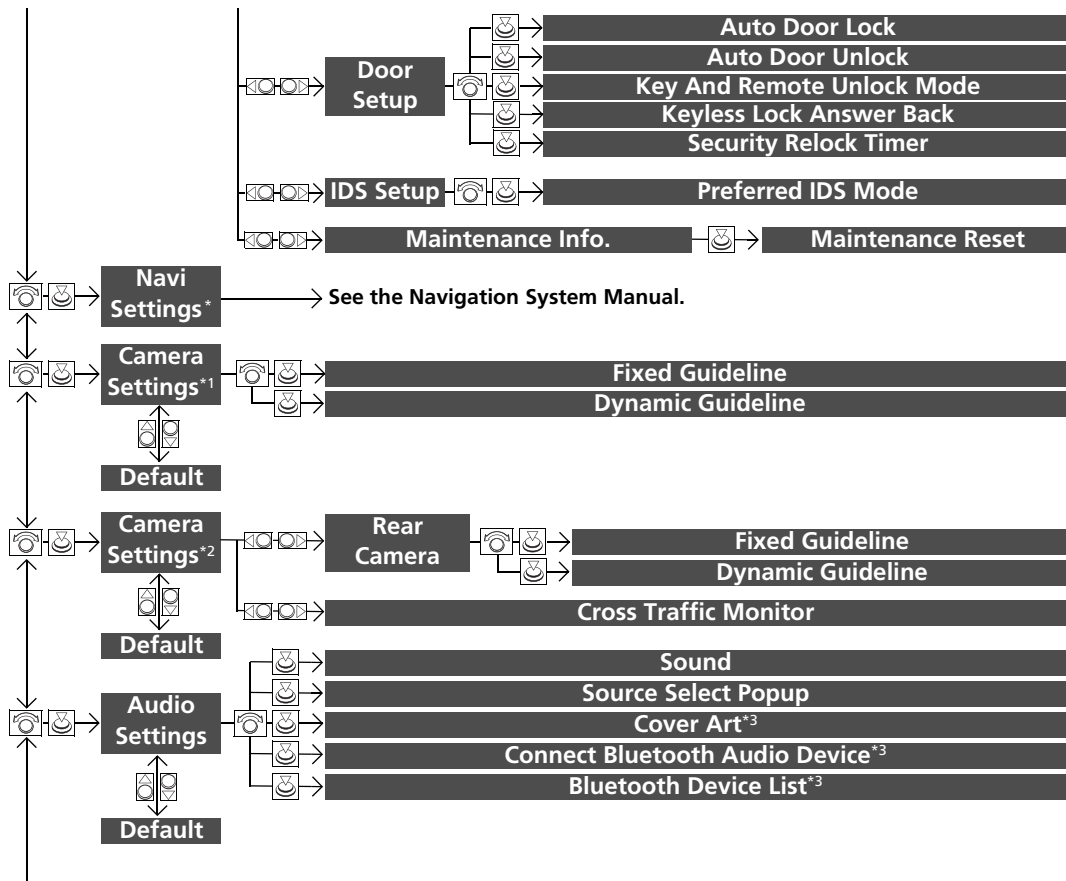 Auto Door Lock
Auto Door Unlock
Door
Setup
Key And Remote Unlock Mode
Keyless Lock Answer Back
Security Relock Timer
IDS Setup
Preferred IDS Mode
Maintenance Info.
Maintenance Reset
Navi
Settings*
See the Navigation System Manual.
Camera
Settings*1
Fixed Guideline
Dynamic Guideline
Default
Camera
Settings*2
Rear
Camera
Fixed Guideline
Dynamic Guideline
Cross Traffic Monitor
Default
Audio
Settings
Sound
Source Select Popup
Cover Art*3
Connect Bluetooth Audio Device*3
Bluetooth Device List*3
Default